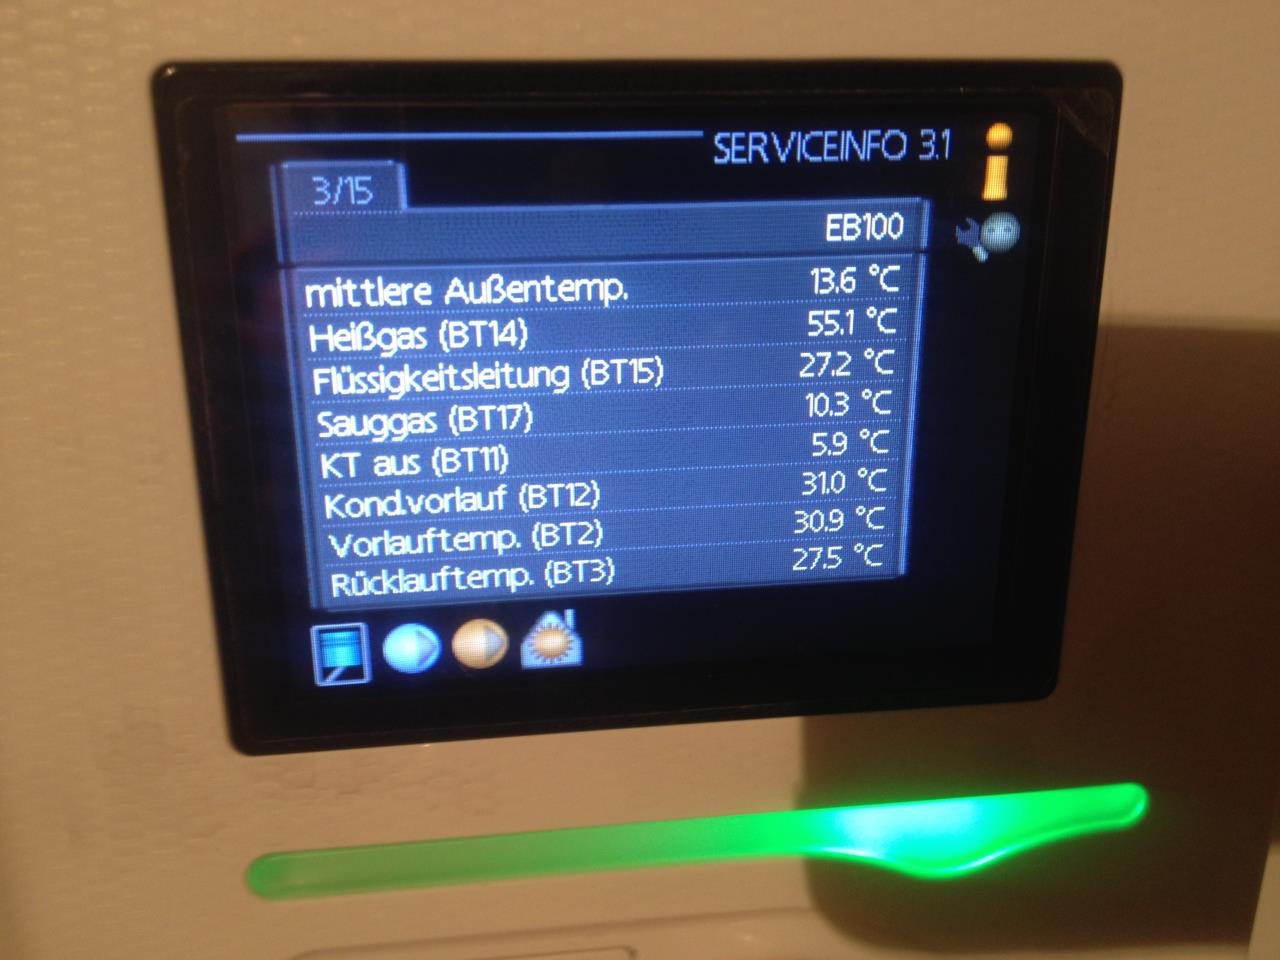 SERVICEINFO 3.1
3/15
EB100
mittlere Außentemp. 13.6 °C
Heißgas (BT14) 55.1 °C
Flüssigkeitsleitung (BT15) 27.2 °C
Sauggas (BT17) 10.3 °C
KT aus (BT11) 5.9 °C
Kond.vorlauf (BT12) 31.0 °C
Vorlauftemp. (BT2) 30.9 °C
Rücklauftemp. (BT3) 27.5 °C